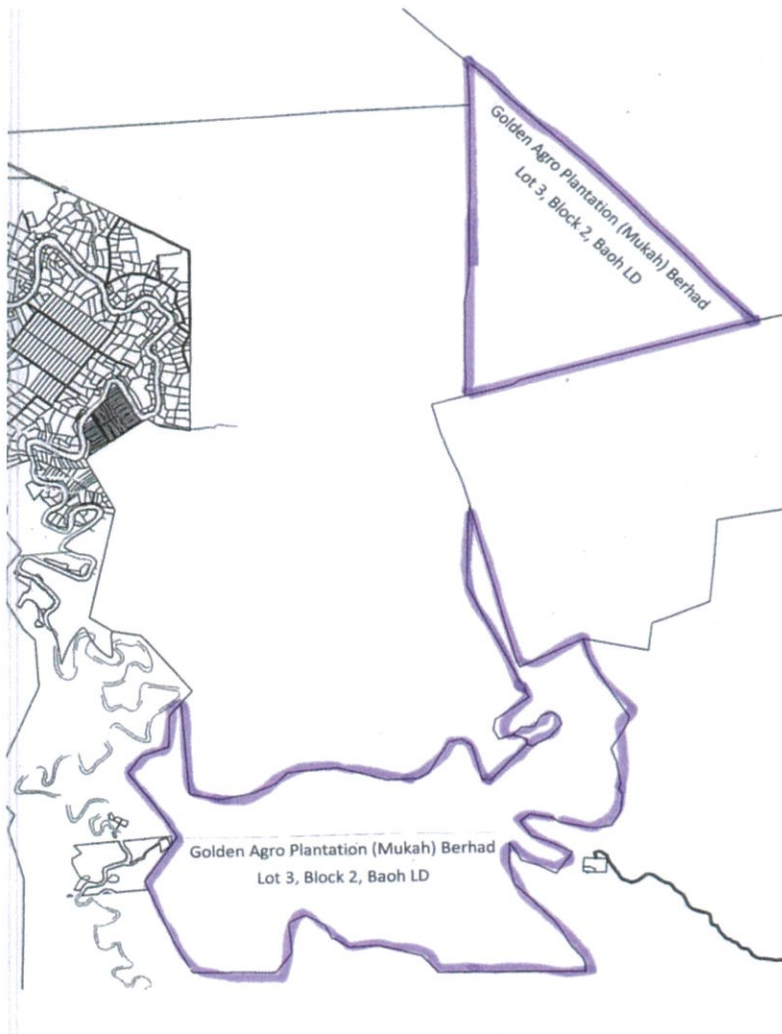 Golden Agro Plantation (Mukah) Berhad
Lot 3, Block 2, Baoh LD
Golden Agro Plantation (Mukah) Berhad
Lot 3, Block 2, Baoh LD